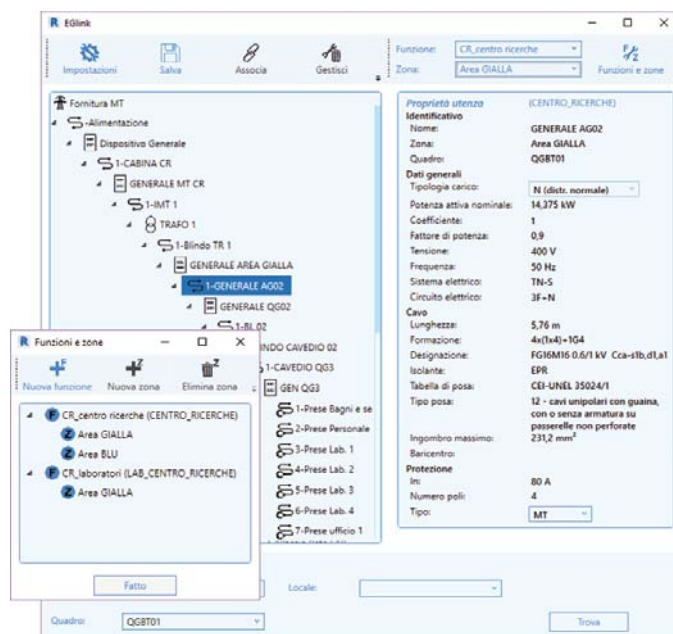 EGlink
Impostazioni
Salva
Associa
Gestisci
Funzione: CR_centro ricerche
Zona: Area GIALLA
Funzioni e zone
Fornitura MT
-Alimentazione
Dispositivo Generale
1-CABINA CR
GENERALE MT CR
1-IMT 1
TRAFO 1
1-Blindo TR 1
GENERALE AREA GIALLA
1-GENERALE AG02
GENERALE QG02
1-BL 02
INDO CAVEDIO 02
1-CAVEDIO QG3
GEN QG3
1-Prese Bagni e se
2-Prese Personale
3-Prese Lab. 1
4-Prese Lab. 2
5-Prese Lab. 3
6-Prese Lab. 4
7-Prese ufficio 1
Proprietà utenza (CENTRO_RICERCHE)
Identificativo
Nome: GENERALE AG02
Zona: Area GIALLA
Quadro: QGBT01
Dati generali
Tipologia carico: N (distr. normale)
Potenza attiva nominale: 14,375 kW
Coefficiente: 1
Fattore di potenza: 0,9
Tensione: 400 V
Frequenza: 50 Hz
Sistema elettrico: TN-S
Circuito elettrico: 3F+N
Cavo
Lunghezza: 5,76 m
Formazione: 4x(1x4)+1G4
Designazione: FG16M16 0.6/1 kV Cca-s1b,d1,a1
Isolante: EPR
Tabella di posa: CEI-UNEL 35024/1
Tipo posa: 12 - cavi unipolari con guaina,
con o senza armatura su
passerelle non perforate
Ingombro massimo: 231,2 mm²
Baricentro:
Protezione
In: 80 A
Numero poli: 4
Tipo: MT
Funzioni e zone
Nuova funzione
Nuova zona
Elimina zona
CR_centro ricerche (CENTRO_RICERCHE)
Area GIALLA
Area BLU
CR_laboratori (LAB_CENTRO_RICERCHE)
Area GIALLA
Fatto
Locale:
Quadro: QGBT01
Trova